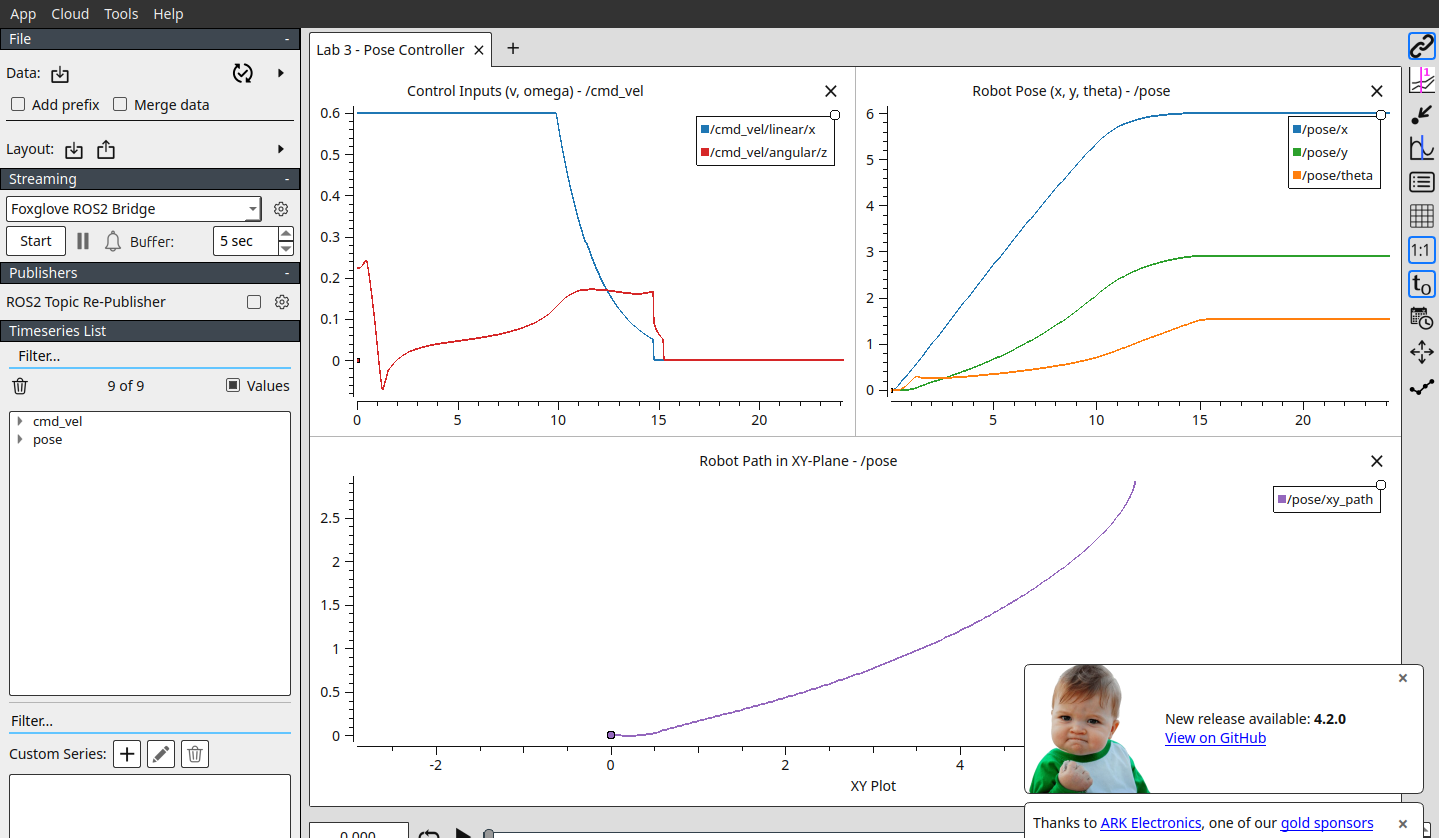 App Cloud Tools Help
File -
Data:
Add prefix Merge data
Layout:
Streaming -
Foxglove ROS2 Bridge
Start Buffer: 5 sec
Publishers -
ROS2 Topic Re-Publisher
Timeseries List
Filter...
9 of 9 Values
cmd_vel
pose
Filter...
Custom Series:
Lab 3 - Pose Controller
Control Inputs (v, omega) - /cmd_vel
/cmd_vel/linear/x
/cmd_vel/angular/z
0.6
0.5
0.4
0.3
0.2
0.1
0
0 5 10 15 20
Robot Pose (x, y, theta) - /pose
/pose/x
/pose/y
/pose/theta
6
5
4
3
2
1
0
5 10 15 20
Robot Path in XY-Plane - /pose
/pose/xy_path
2.5
2
1.5
1
0.5
0
-2 0 2 4
XY Plot
0.000
1
1:1
t0
New release available: 4.2.0
View on GitHub
Thanks to ARK Electronics, one of our gold sponsors